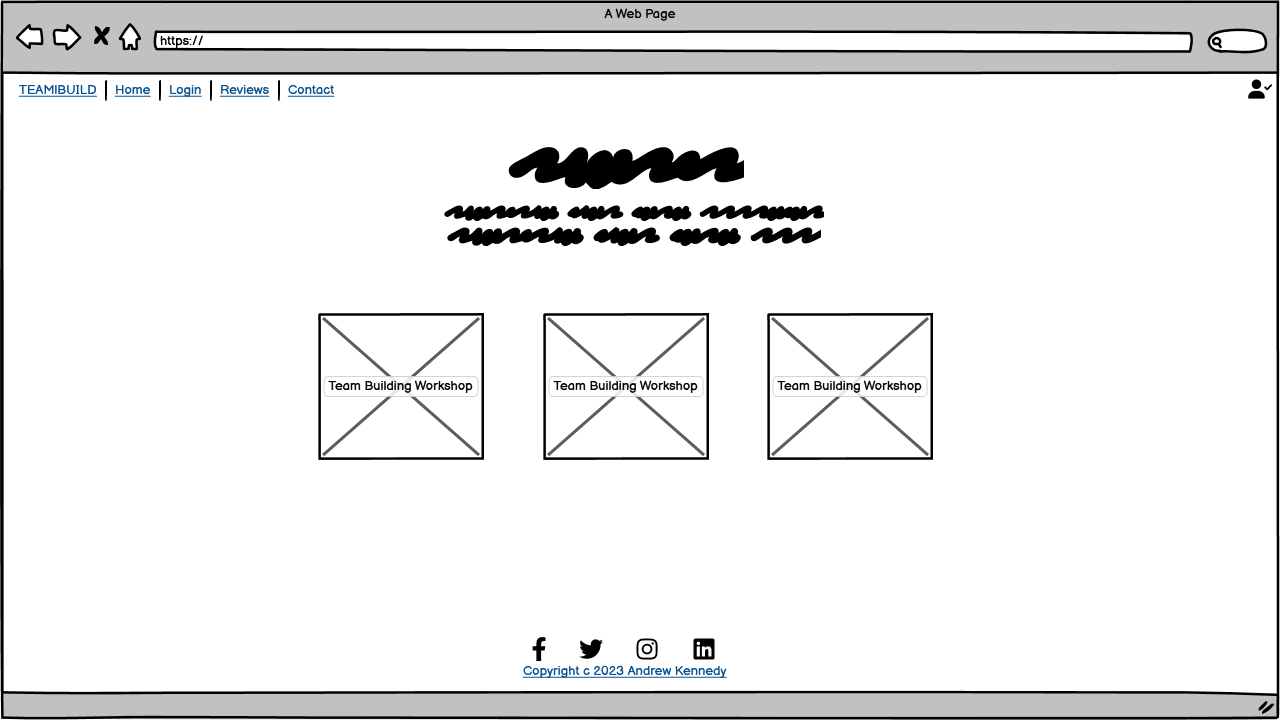 A Web Page
https://
TEAMIBUILD Home Login Reviews Contact
Team Building Workshop Team Building Workshop Team Building Workshop
Copyright c 2023 Andrew Kennedy